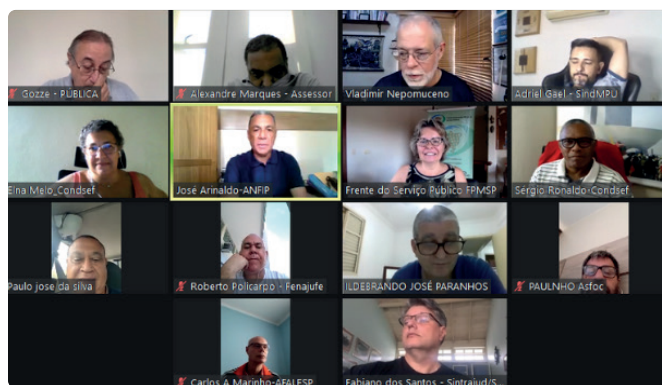 Gozze - PÚBLICA
Alexandre Marques - Assessor
Vladimir Nepomuceno
Adriel Gael - SindMPU
Elna Melo_Condsef
José Arinaldo-ANFIP
Frente do Serviço Público FPMSP
Sérgio Ronaldo-Condsef
Paulo jose da silva
Roberto Policarpo - Fenajufe
ILDEBRANDO JOSÉ PARANHOS
PAULNHO Asfoc
Carlos A Marinho-AFALESP
Fabiano dos Santos - Sintrajud/S...